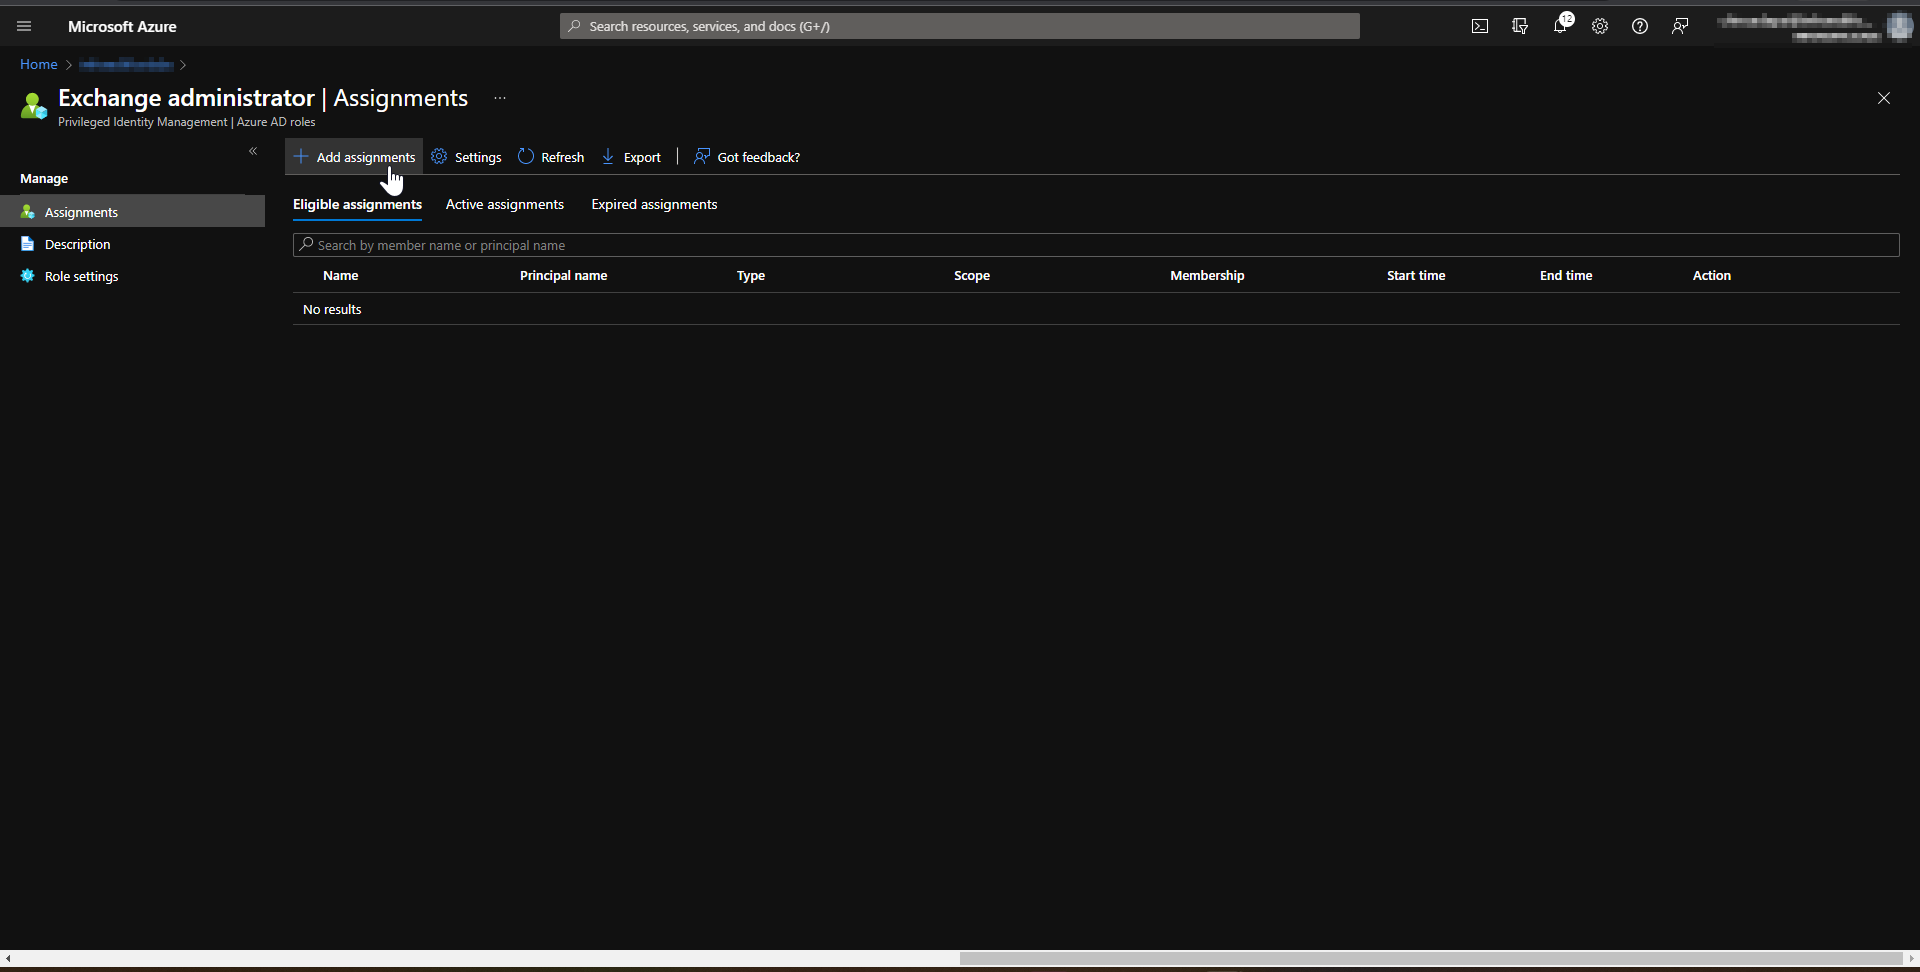 Microsoft Azure
Search resources, services, and docs (G+/)
12
Home
Exchange administrator | Assignments
Privileged Identity Management | Azure AD roles
Add assignments
Settings
Refresh
Export
Got feedback?
Manage
Assignments
Description
Role settings
Eligible assignments
Active assignments
Expired assignments
Search by member name or principal name
Name Principal name Type Scope Membership Start time End time Action
No results